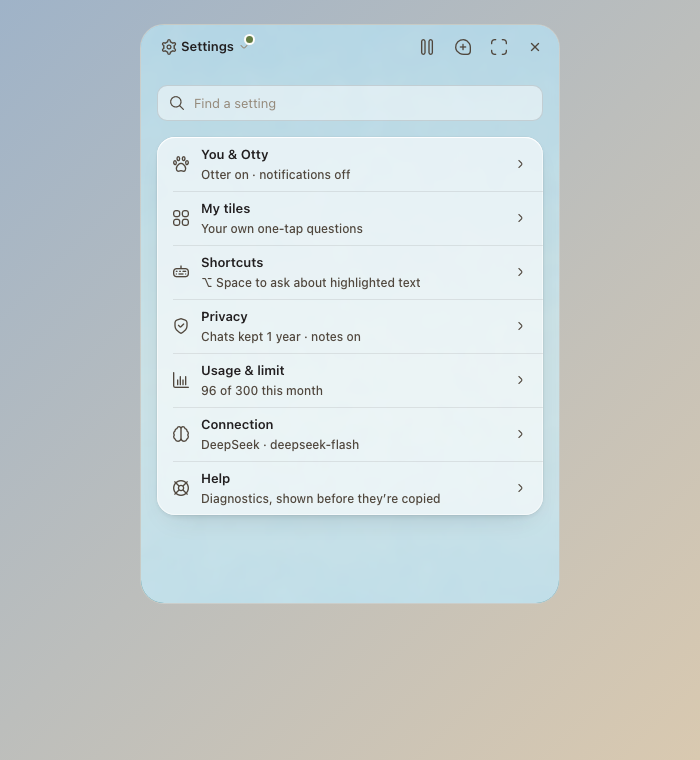 Settings
Find a setting
You & Otty
Otter on · notifications off
My tiles
Your own one-tap questions
Shortcuts
⌥ Space to ask about highlighted text
Privacy
Chats kept 1 year · notes on
Usage & limit
96 of 300 this month
Connection
DeepSeek · deepseek-flash
Help
Diagnostics, shown before they’re copied